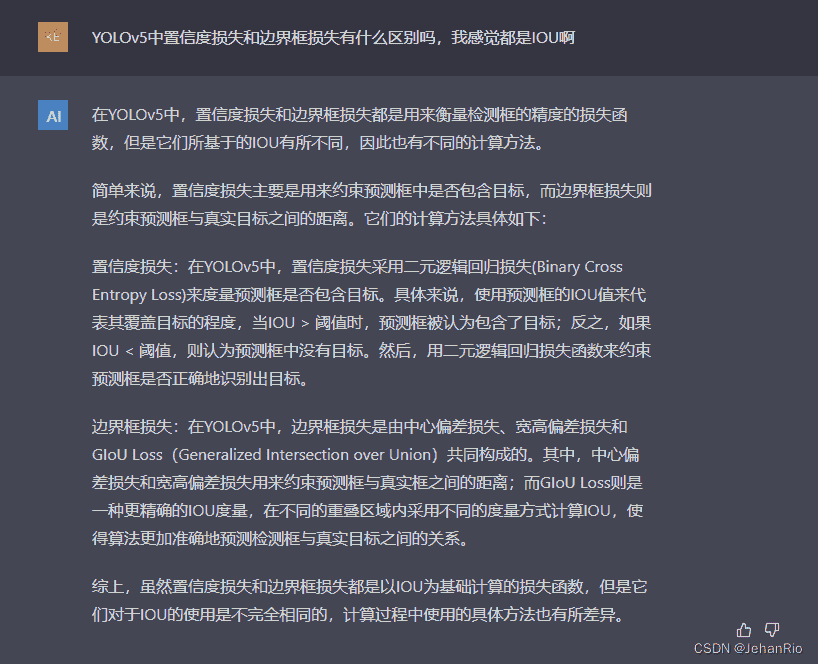 YOLOv5中置信度损失和边界框损失有什么区别吗，我感觉都是IOU啊
AI
在YOLOv5中，置信度损失和边界框损失都是用来衡量检测框的精度的损失函
数，但是它们所基于的IOU有所不同，因此也有不同的计算方法。
简单来说，置信度损失主要是用来约束预测框中是否包含目标，而边界框损失则
是约束预测框与真实目标之间的距离。它们的计算方法具体如下：
置信度损失：在YOLOv5中，置信度损失采用二元逻辑回归损失(Binary Cross
Entropy Loss)来度量预测框是否包含目标。具体来说，使用预测框的IOU值来代
表其覆盖目标的程度，当IOU > 阈值时，预测框被认为包含了目标；反之，如果
IOU < 阈值，则认为预测框中没有目标。然后，用二元逻辑回归损失函数来约束
预测框是否正确地识别出目标。
边界框损失：在YOLOv5中，边界框损失是由中心偏差损失、宽高偏差损失和
GIoU Loss（Generalized Intersection over Union）共同构成的。其中，中心偏
差损失和宽高偏差损失用来约束预测框与真实框之间的距离；而GIoU Loss则是
一种更精确的IOU度量，在不同的重叠区域内采用不同的度量方式计算IOU，使
得算法更加准确地预测检测框与真实目标之间的关系。
综上，虽然置信度损失和边界框损失都是以IOU为基础计算的损失函数，但是它
们对于IOU的使用是不完全相同的，计算过程中使用的具体方法也有所差异。
CSDN @JehanRio